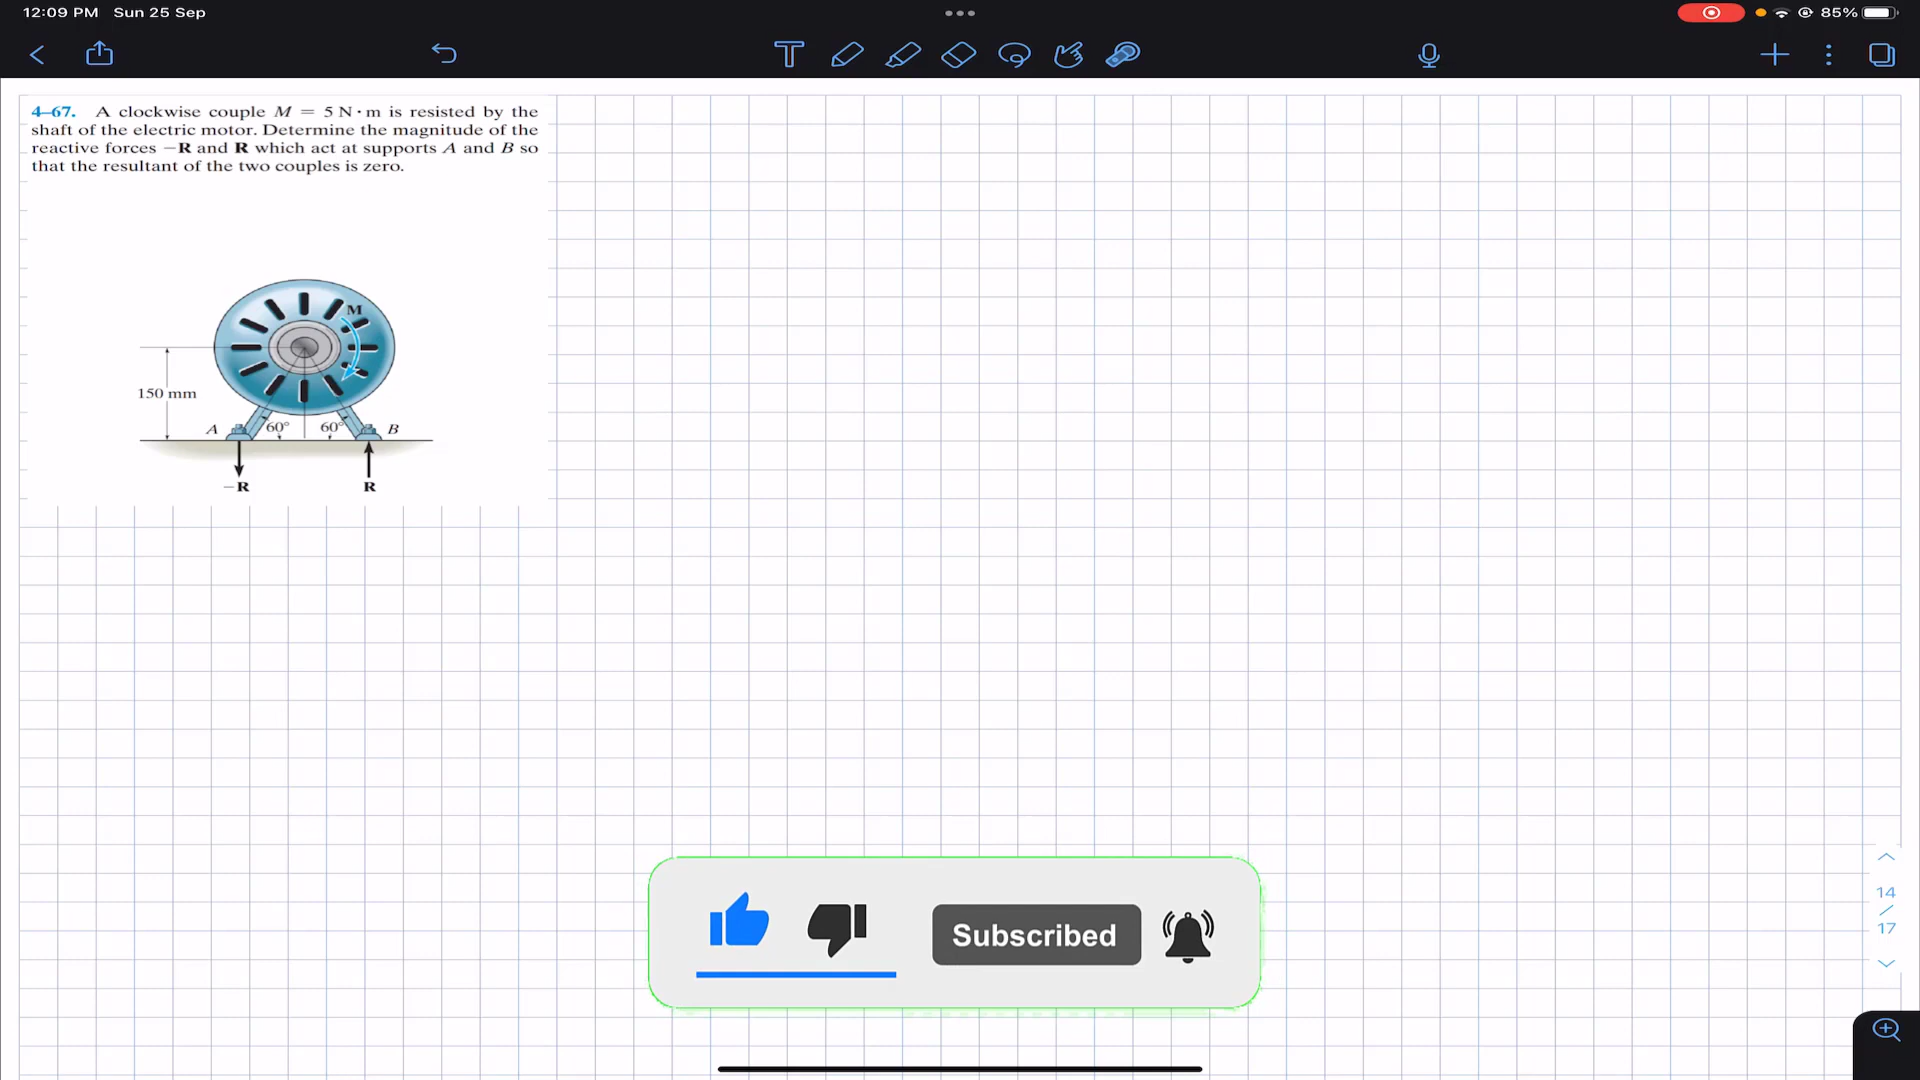 12:09 PM Sun 25 Sep
85%
4–67. A clockwise couple M = 5 N · m is resisted by the
shaft of the electric motor. Determine the magnitude of the
reactive forces −R and R which act at supports A and B so
that the resultant of the two couples is zero.
M
150 mm
A 60° 60° B
−R R
14
/
17
Subscribed